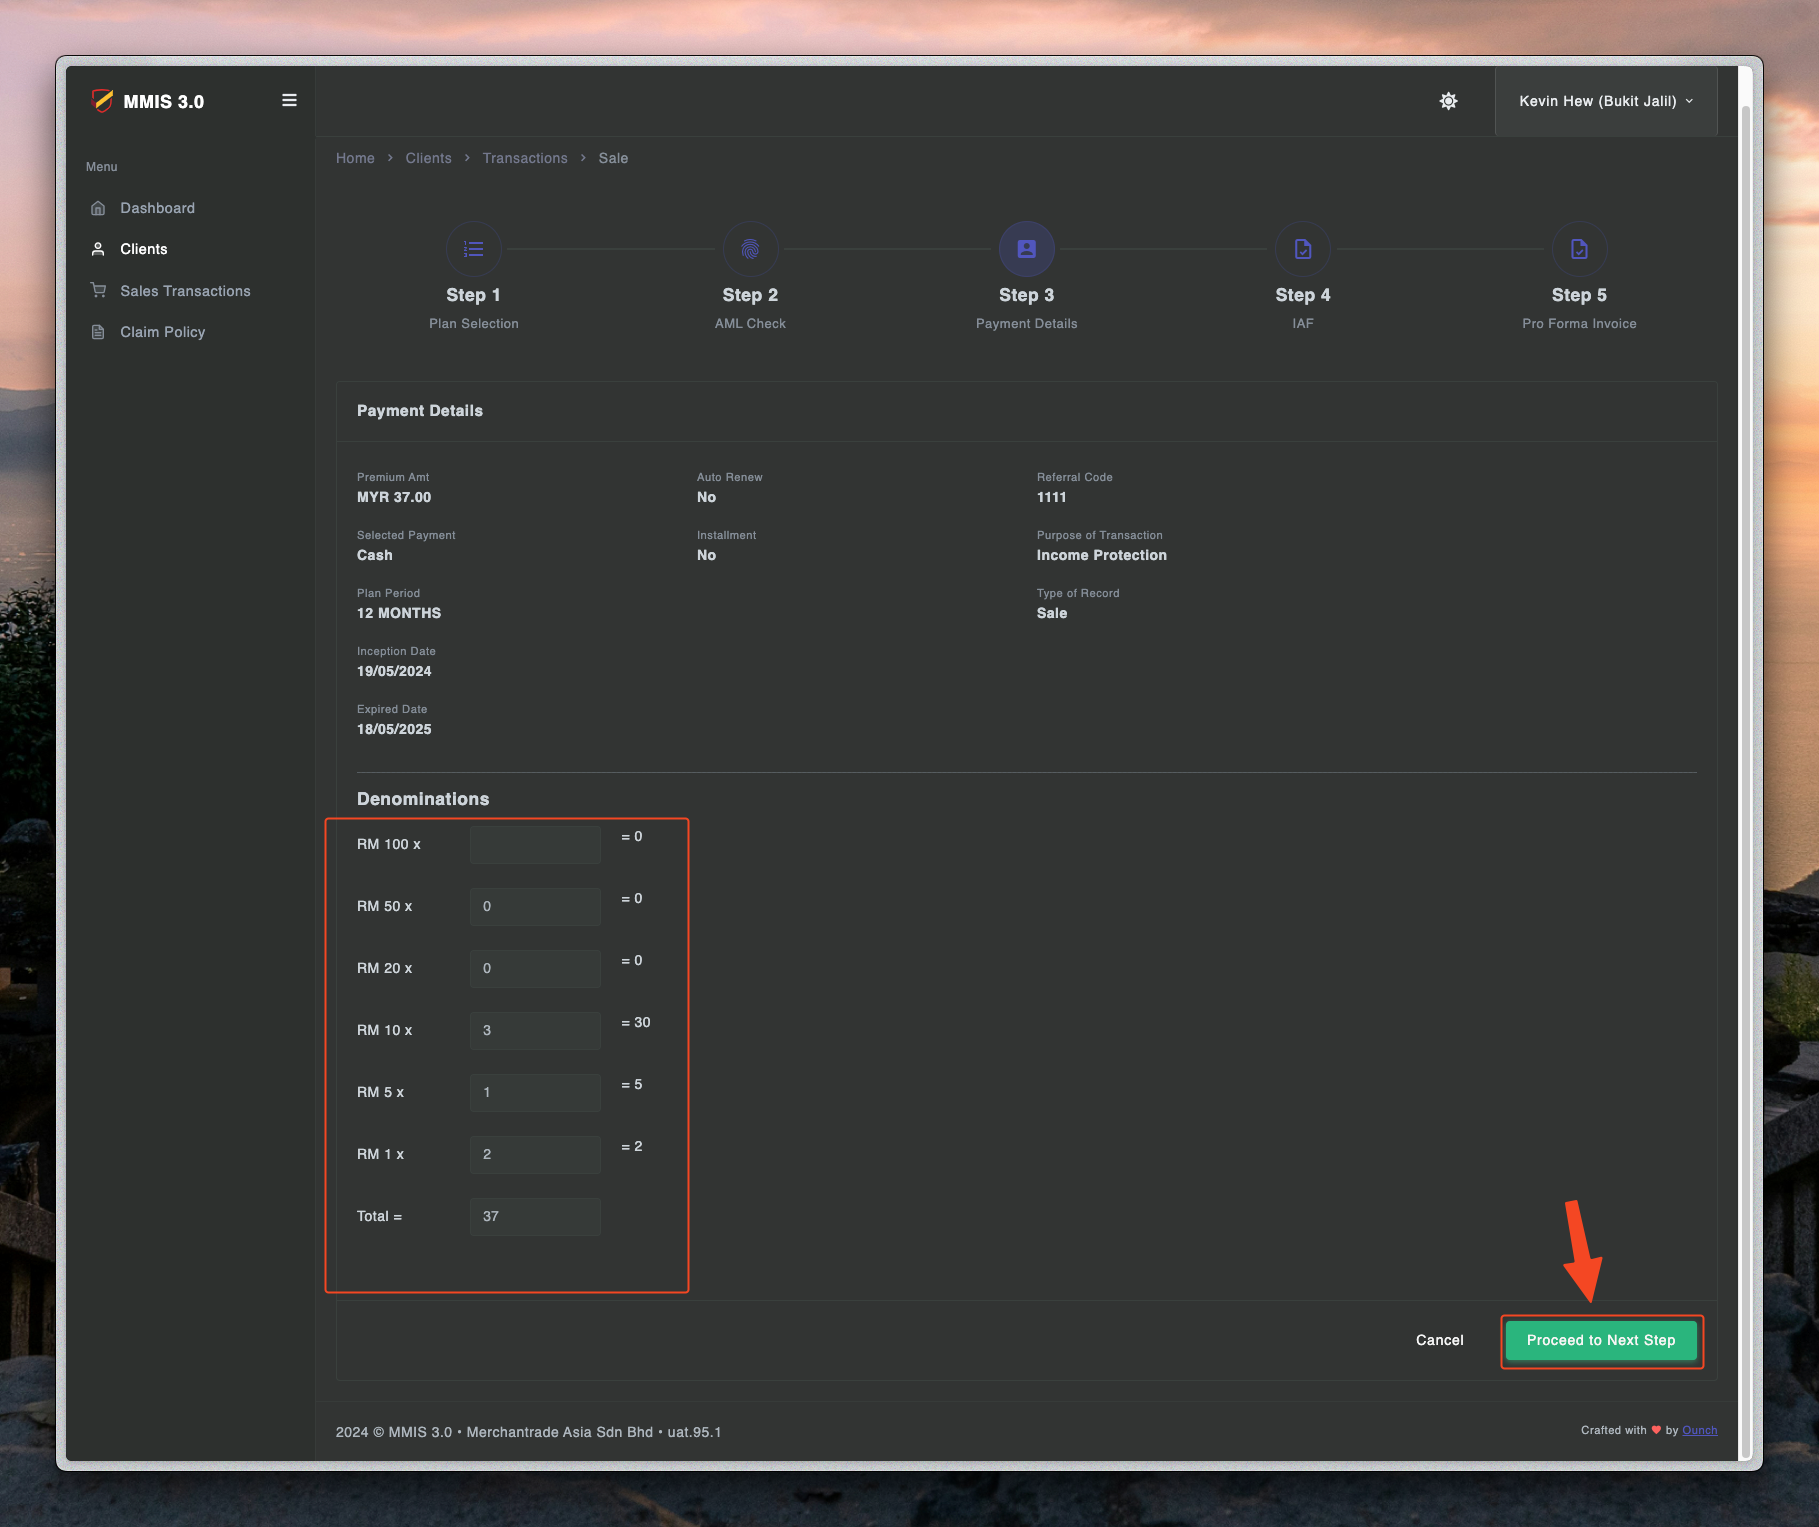 MMIS 3.0
Kevin Hew (Bukit Jalil)
Menu
Dashboard
Clients
Sales Transactions
Claim Policy
Home > Clients > Transactions > Sale
Step 1
Plan Selection
Step 2
AML Check
Step 3
Payment Details
Step 4
IAF
Step 5
Pro Forma Invoice
Payment Details
Premium Amt
MYR 37.00
Auto Renew
No
Referral Code
1111
Selected Payment
Cash
Installment
No
Purpose of Transaction
Income Protection
Plan Period
12 MONTHS
Type of Record
Sale
Inception Date
19/05/2024
Expired Date
18/05/2025
Denominations
RM 100 x = 0
RM 50 x 0 = 0
RM 20 x 0 = 0
RM 10 x 3 = 30
RM 5 x 1 = 5
RM 1 x 2 = 2
Total = 37
Cancel
Proceed to Next Step
2024 © MMIS 3.0 • Merchantrade Asia Sdn Bhd • uat.95.1
Crafted with ♥ by Ounch